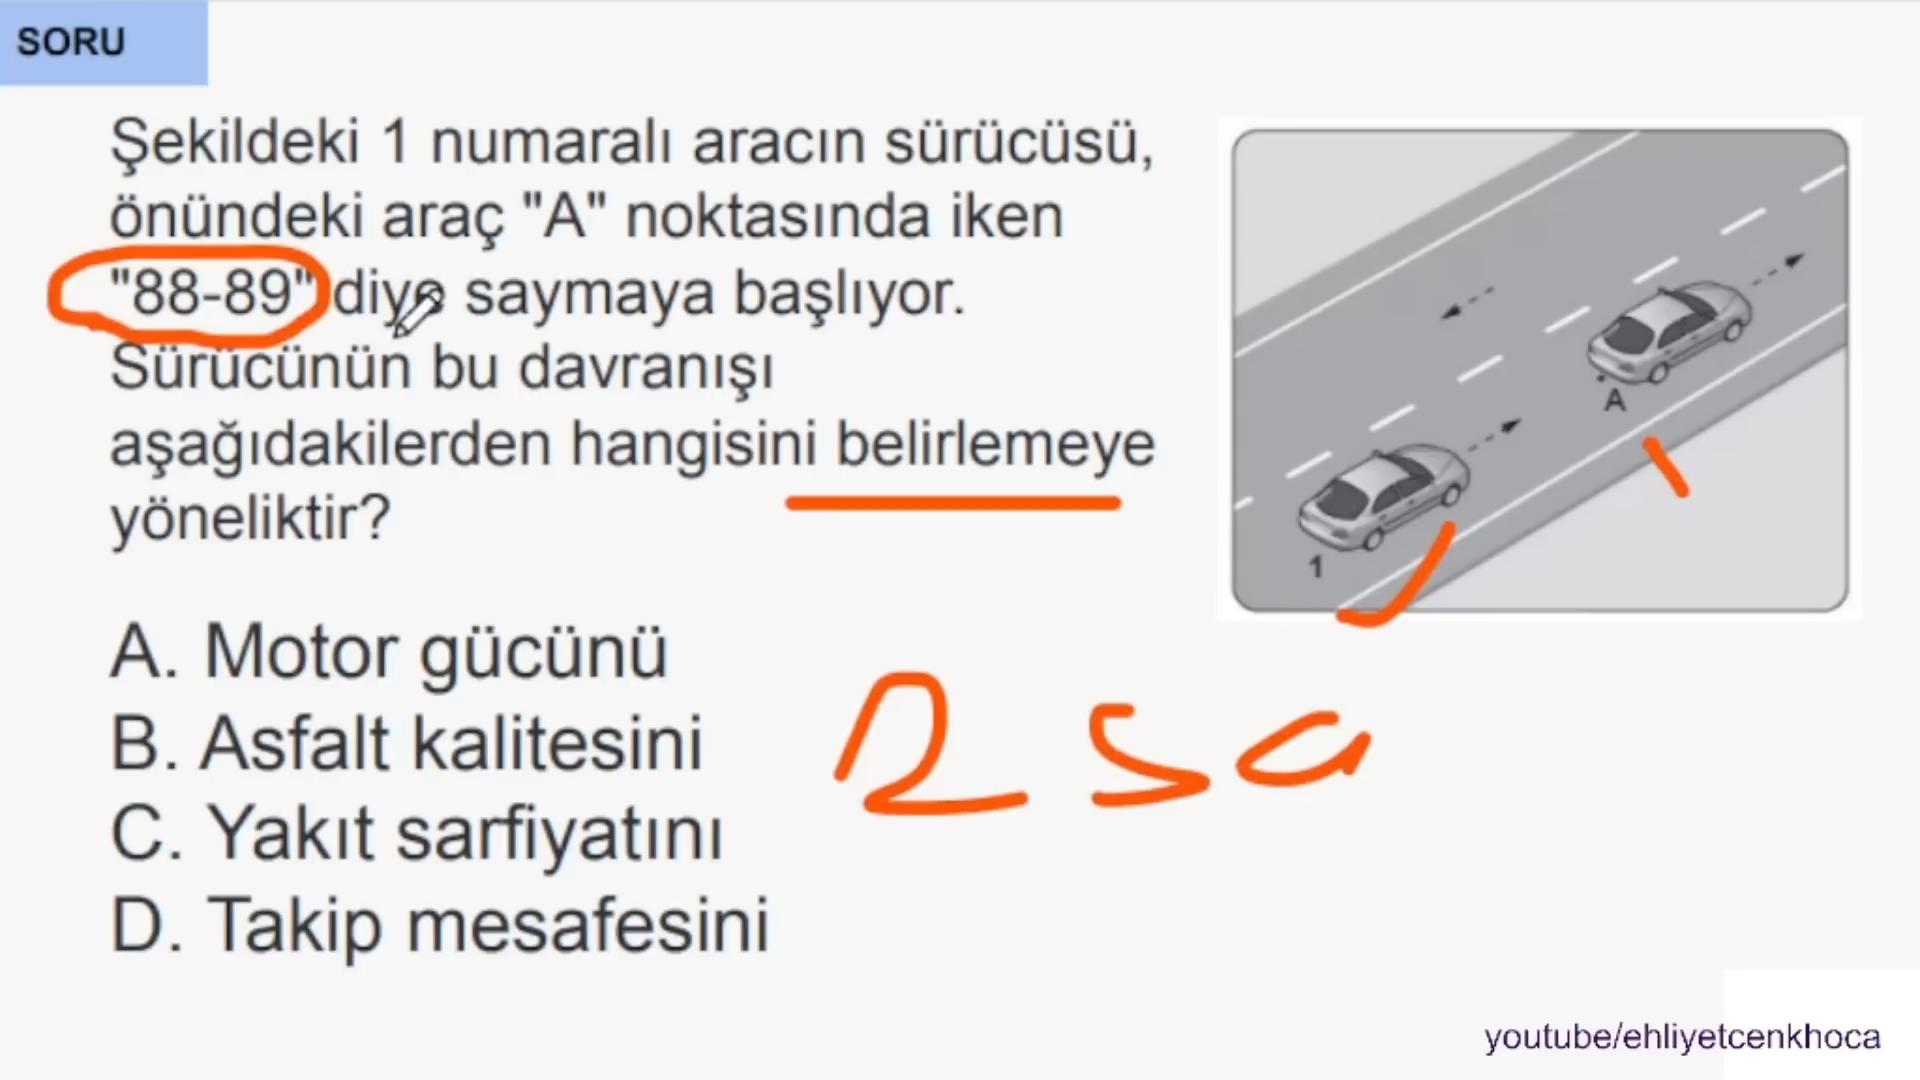 SORU
Şekildeki 1 numaralı aracın sürücüsü,
önündeki araç "A" noktasında iken
"88-89" diye saymaya başlıyor.
Sürücünün bu davranışı
aşağıdakilerden hangisini belirlemeye
yöneliktir?
A
1
A. Motor gücünü
B. Asfalt kalitesini
C. Yakıt sarfiyatını
D. Takip mesafesini
2 sa
youtube/ehliyetcenkhoca